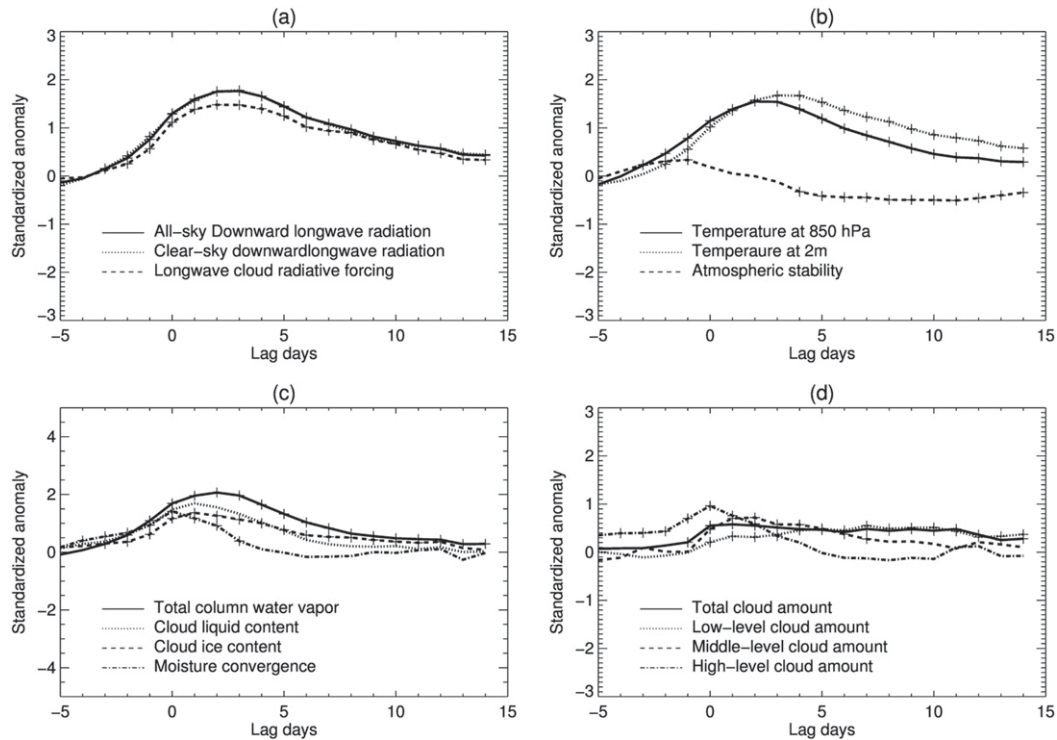 (a)
3
2
1
0
−1
−2
−3
Standardized anomaly
All−sky Downward longwave radiation
Clear−sky downwardlongwave radiation
Longwave cloud radiative forcing
−5 0 5 10 15
Lag days
(b)
3
2
1
0
−1
−2
−3
Standardized anomaly
Temperature at 850 hPa
Temperaure at 2m
Atmospheric stability
−5 0 5 10 15
Lag days
(c)
4
2
0
−2
−4
Standardized anomaly
Total column water vapor
Cloud liquid content
Cloud ice content
Moisture convergence
−5 0 5 10 15
Lag days
(d)
3
2
1
0
−1
−2
−3
Standardized anomaly
Total cloud amount
Low−level cloud amount
Middle−level cloud amount
High−level cloud amount
−5 0 5 10 15
Lag days